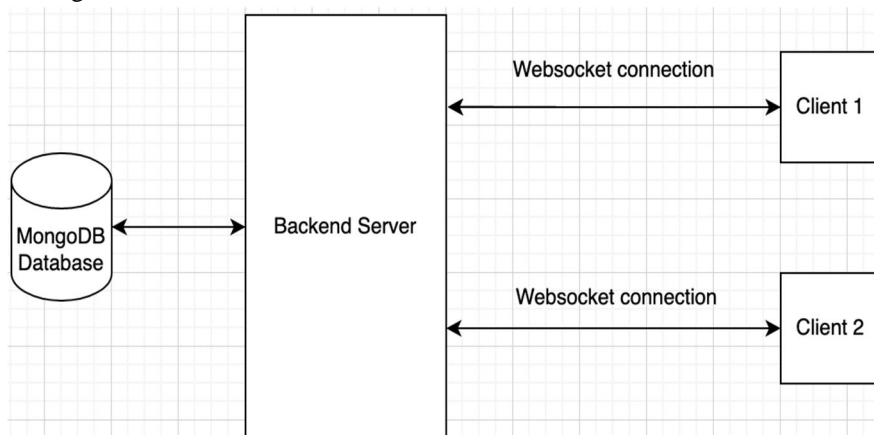 Websocket connection
Client 1
MongoDB
Database
Backend Server
Websocket connection
Client 2